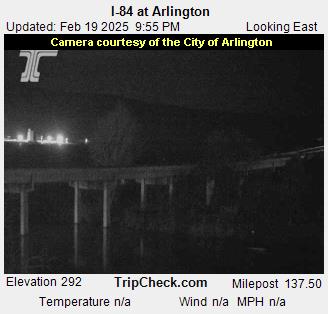 I-84 at Arlington
Updated: Feb 19 2025 9:55 PM Looking East
Camera courtesy of the City of Arlington
Elevation 292 TripCheck.com Milepost 137.50
Temperature n/a Wind n/a MPH n/a